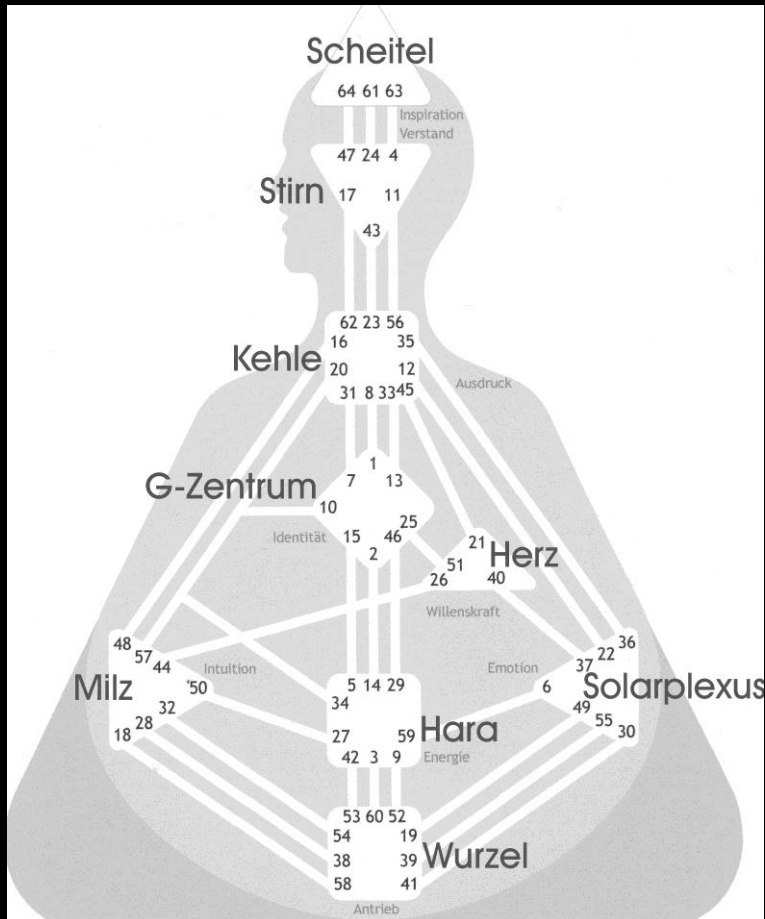 Scheitel
64 61 63
Inspiration
Verstand
47 24 4
Stirn 17 11
43
62 23 56
16 35
Kehle
20 12
Ausdruck
31 8 33 45
1
7 13
G-Zentrum
10 25
Identität 15 46
2
21
Herz
51
26 40
Willenskraft
48 36
57 22
44 37
Intuition Emotion
Milz 50 5 14 29 6 Solarplexus
34
32 49
28 55
18 30
27 59 Hara
42 3 9 Energie
53 60 52
54 19
38 39 Wurzel
58 41
Antrieb